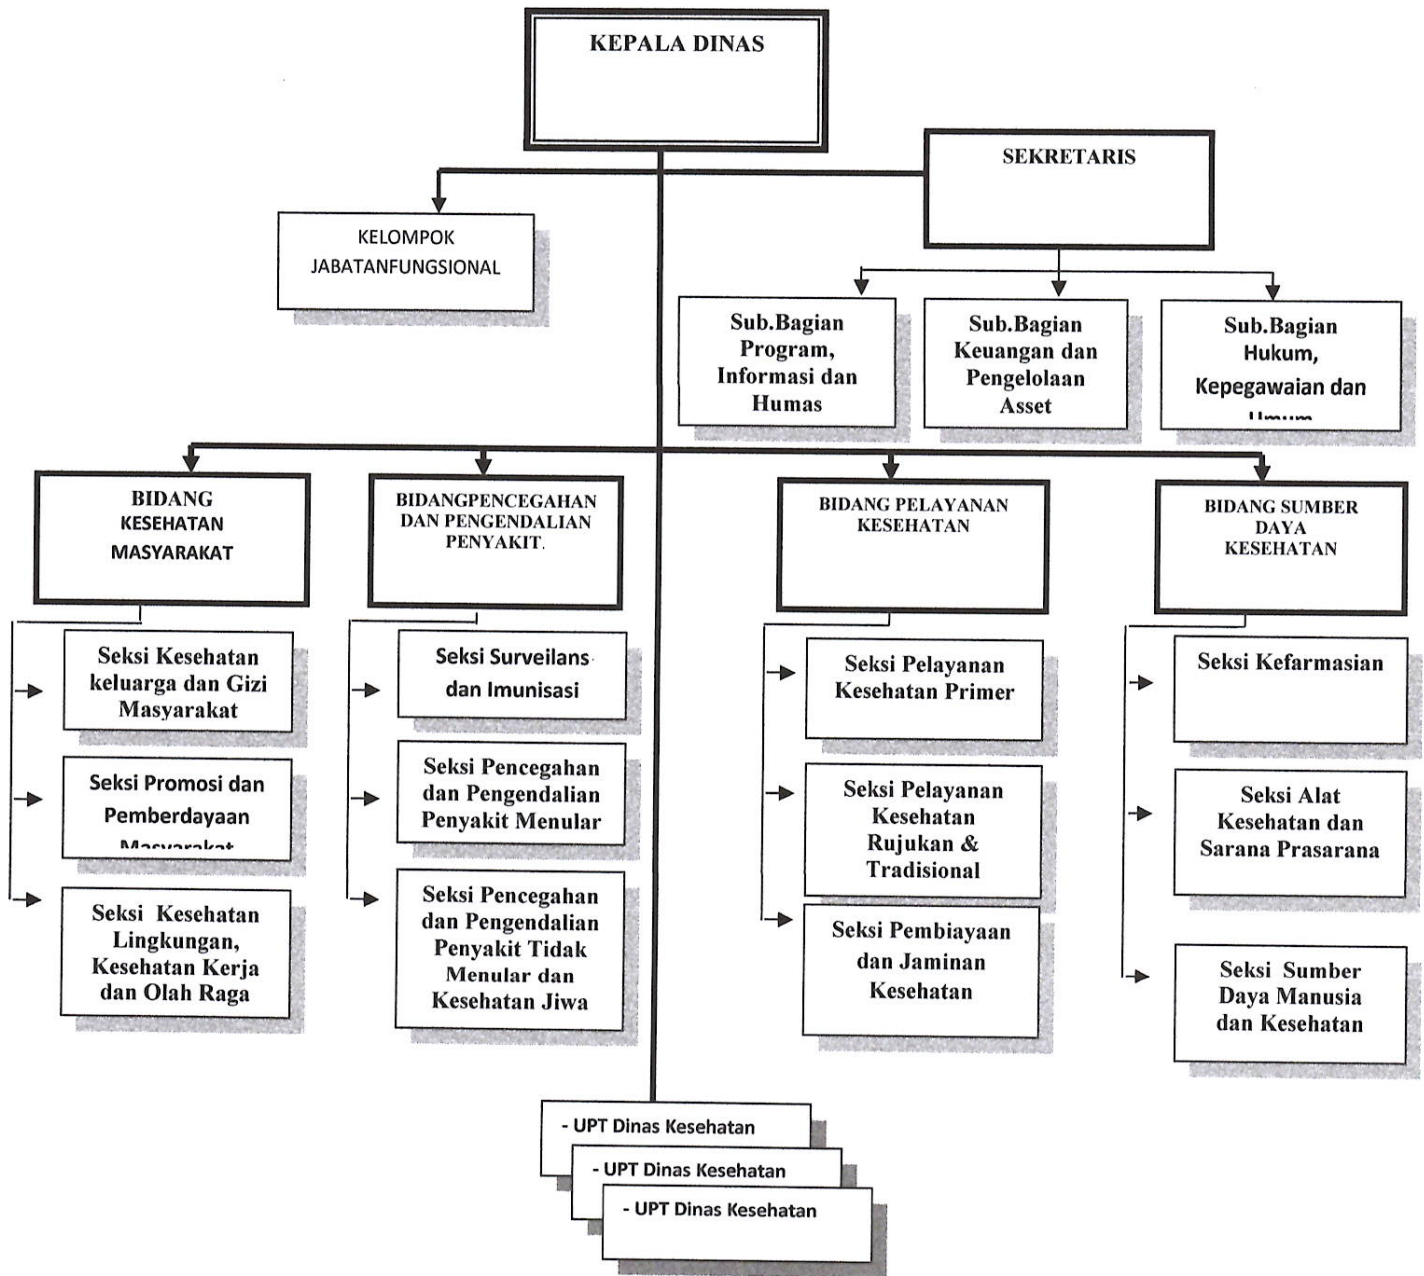 KEPALA DINAS
SEKRETARIS
KELOMPOK
JABATANFUNGSIONAL
Sub.Bagian
Program,
Informasi dan
Humas
Sub.Bagian
Keuangan dan
Pengelolaan
Asset
Sub.Bagian
Hukum,
Kepegawaian dan
BIDANG
KESEHATAN
MASYARAKAT
BIDANGPENCEGAHAN
DAN PENGENDALIAN
PENYAKIT.
BIDANG PELAYANAN
KESEHATAN
BIDANG SUMBER
DAYA
KESEHATAN
Seksi Kesehatan
keluarga dan Gizi
Masyarakat
Seksi Promosi dan
Pemberdayaan
Seksi Kesehatan
Lingkungan,
Kesehatan Kerja
dan Olah Raga
Seksi Surveilans
dan Imunisasi
Seksi Pencegahan
dan Pengendalian
Penyakit Menular
Seksi Pencegahan
dan Pengendalian
Penyakit Tidak
Menular dan
Kesehatan Jiwa
Seksi Pelayanan
Kesehatan Primer
Seksi Pelayanan
Kesehatan
Rujukan &
Tradisional
Seksi Pembiayaan
dan Jaminan
Kesehatan
Seksi Kefarmasian
Seksi Alat
Kesehatan dan
Sarana Prasarana
Seksi Sumber
Daya Manusia
dan Kesehatan
- UPT Dinas Kesehatan
- UPT Dinas Kesehatan
- UPT Dinas Kesehatan